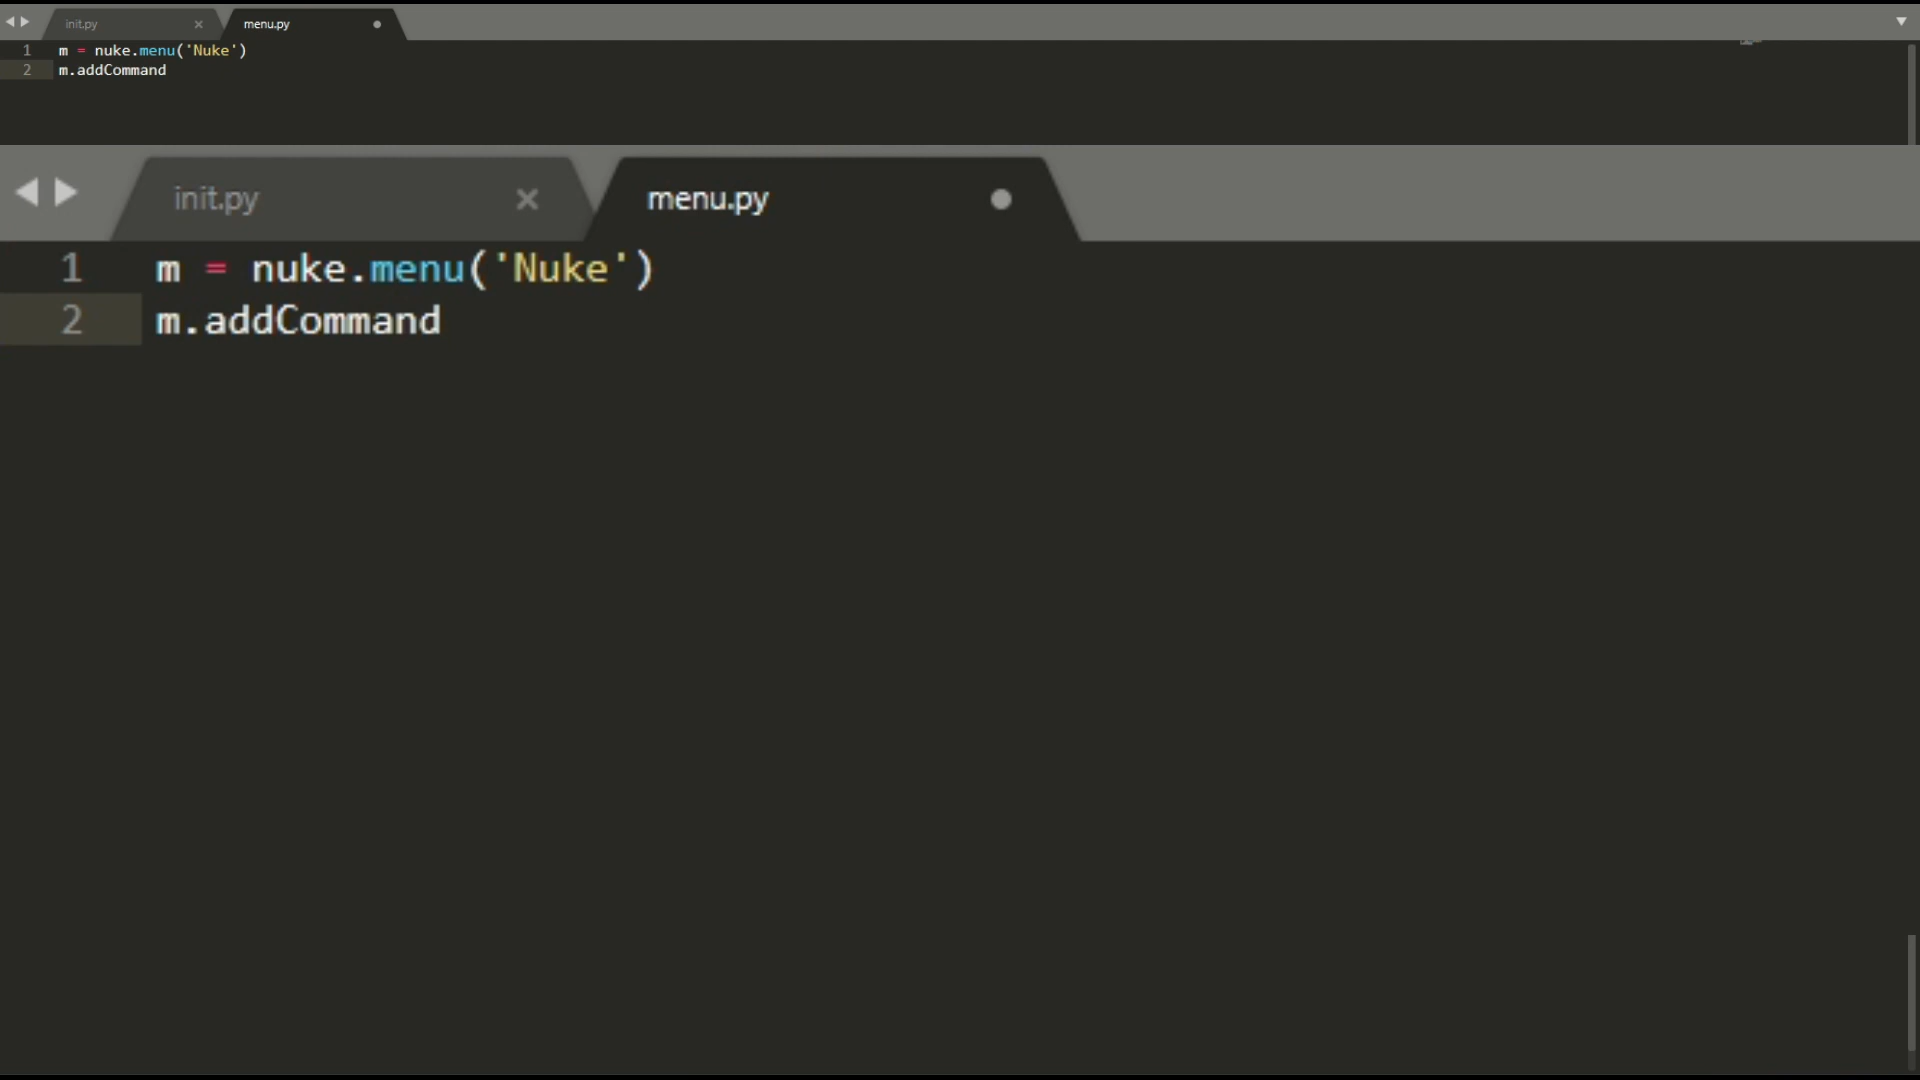 init.py × menu.py
1 m = nuke.menu('Nuke')
2 m.addCommand
init.py × menu.py
1 m = nuke.menu('Nuke')
2 m.addCommand